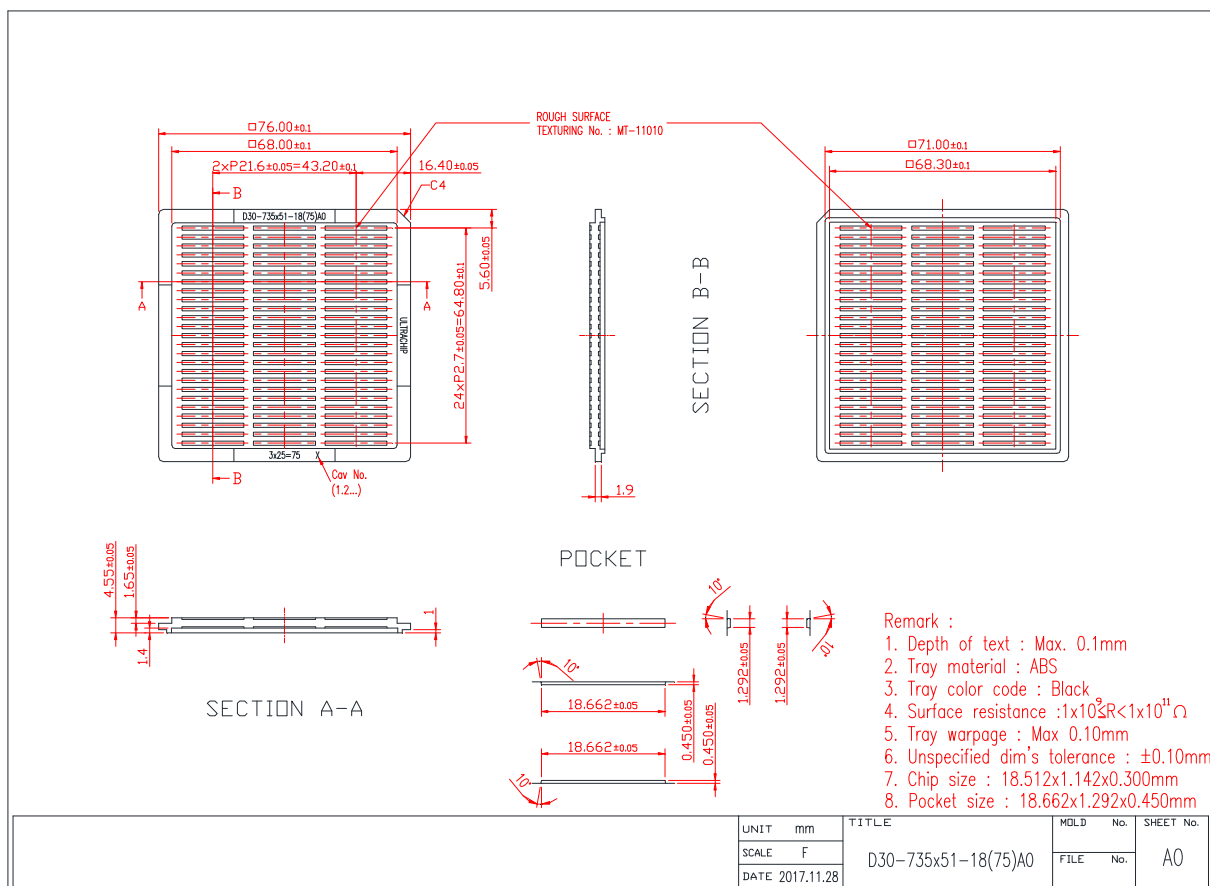 ROUGH SURFACE
TEXTURING No. : MT-11010
□76.00±0.1
□68.00±0.1
2xP21.6±0.05=43.20±0.1
16.40±0.05
C4
B
D30-735x51-18(75)A0
5.60±0.05
A
A
ULTRACHIP
24xP2.7±0.05=64.80±0.1
3x25=75 X
B
Cav No.
(1.2...)
SECTION B-B
1.9
□71.00±0.1
□68.30±0.1
4.55±0.05
1.65±0.05
1.4
1
SECTION A-A
POCKET
10°
10°
1.292±0.05
1.292±0.05
10°
18.662±0.05
0.450±0.05
18.662±0.05
0.450±0.05
10°
Remark :
1. Depth of text : Max. 0.1mm
2. Tray material : ABS
3. Tray color code : Black
4. Surface resistance :1x10⁹≤R<1x10¹¹Ω
5. Tray warpage : Max 0.10mm
6. Unspecified dim's tolerance : ±0.10mm
7. Chip size : 18.512x1.142x0.300mm
8. Pocket size : 18.662x1.292x0.450mm
UNIT mm
SCALE F
DATE 2017.11.28
TITLE
D30-735x51-18(75)A0
MOLD No.
FILE No.
SHEET No.
A0